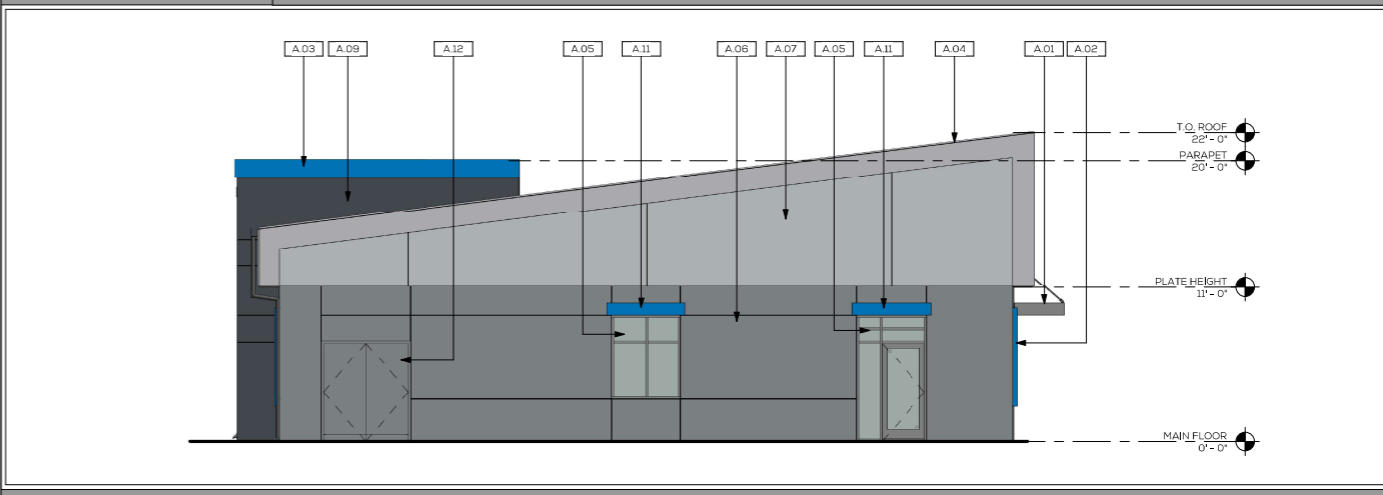 A.03
A.09
A.12
A.05
A.11
A.06
A.07
A.05
A.11
A.04
A.01
A.02
T.O. ROOF
22' - 0"
PARAPET
20' - 0"
PLATE HEIGHT
11' - 0"
MAIN FLOOR
0' - 0"